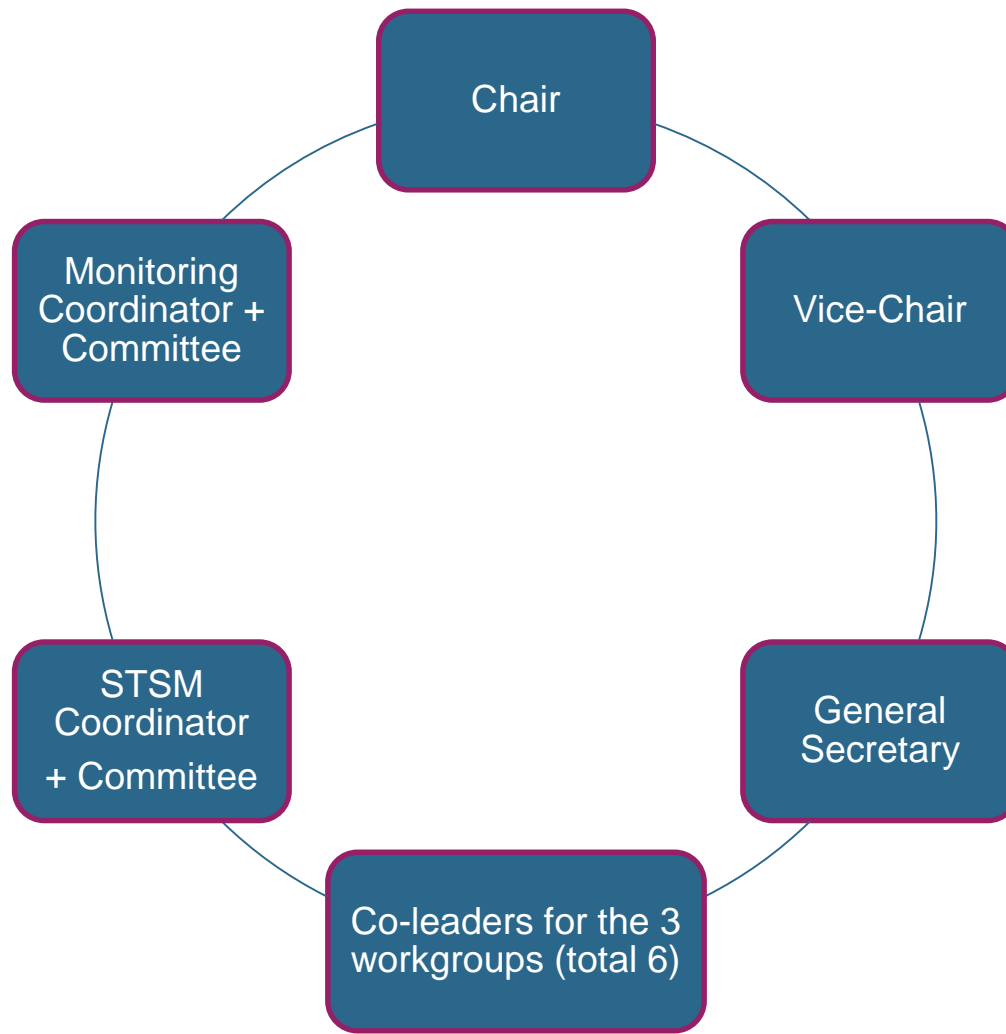 Chair
Vice-Chair
General
Secretary
Co-leaders for the 3
workgroups (total 6)
STSM
Coordinator
+ Committee
Monitoring
Coordinator +
Committee